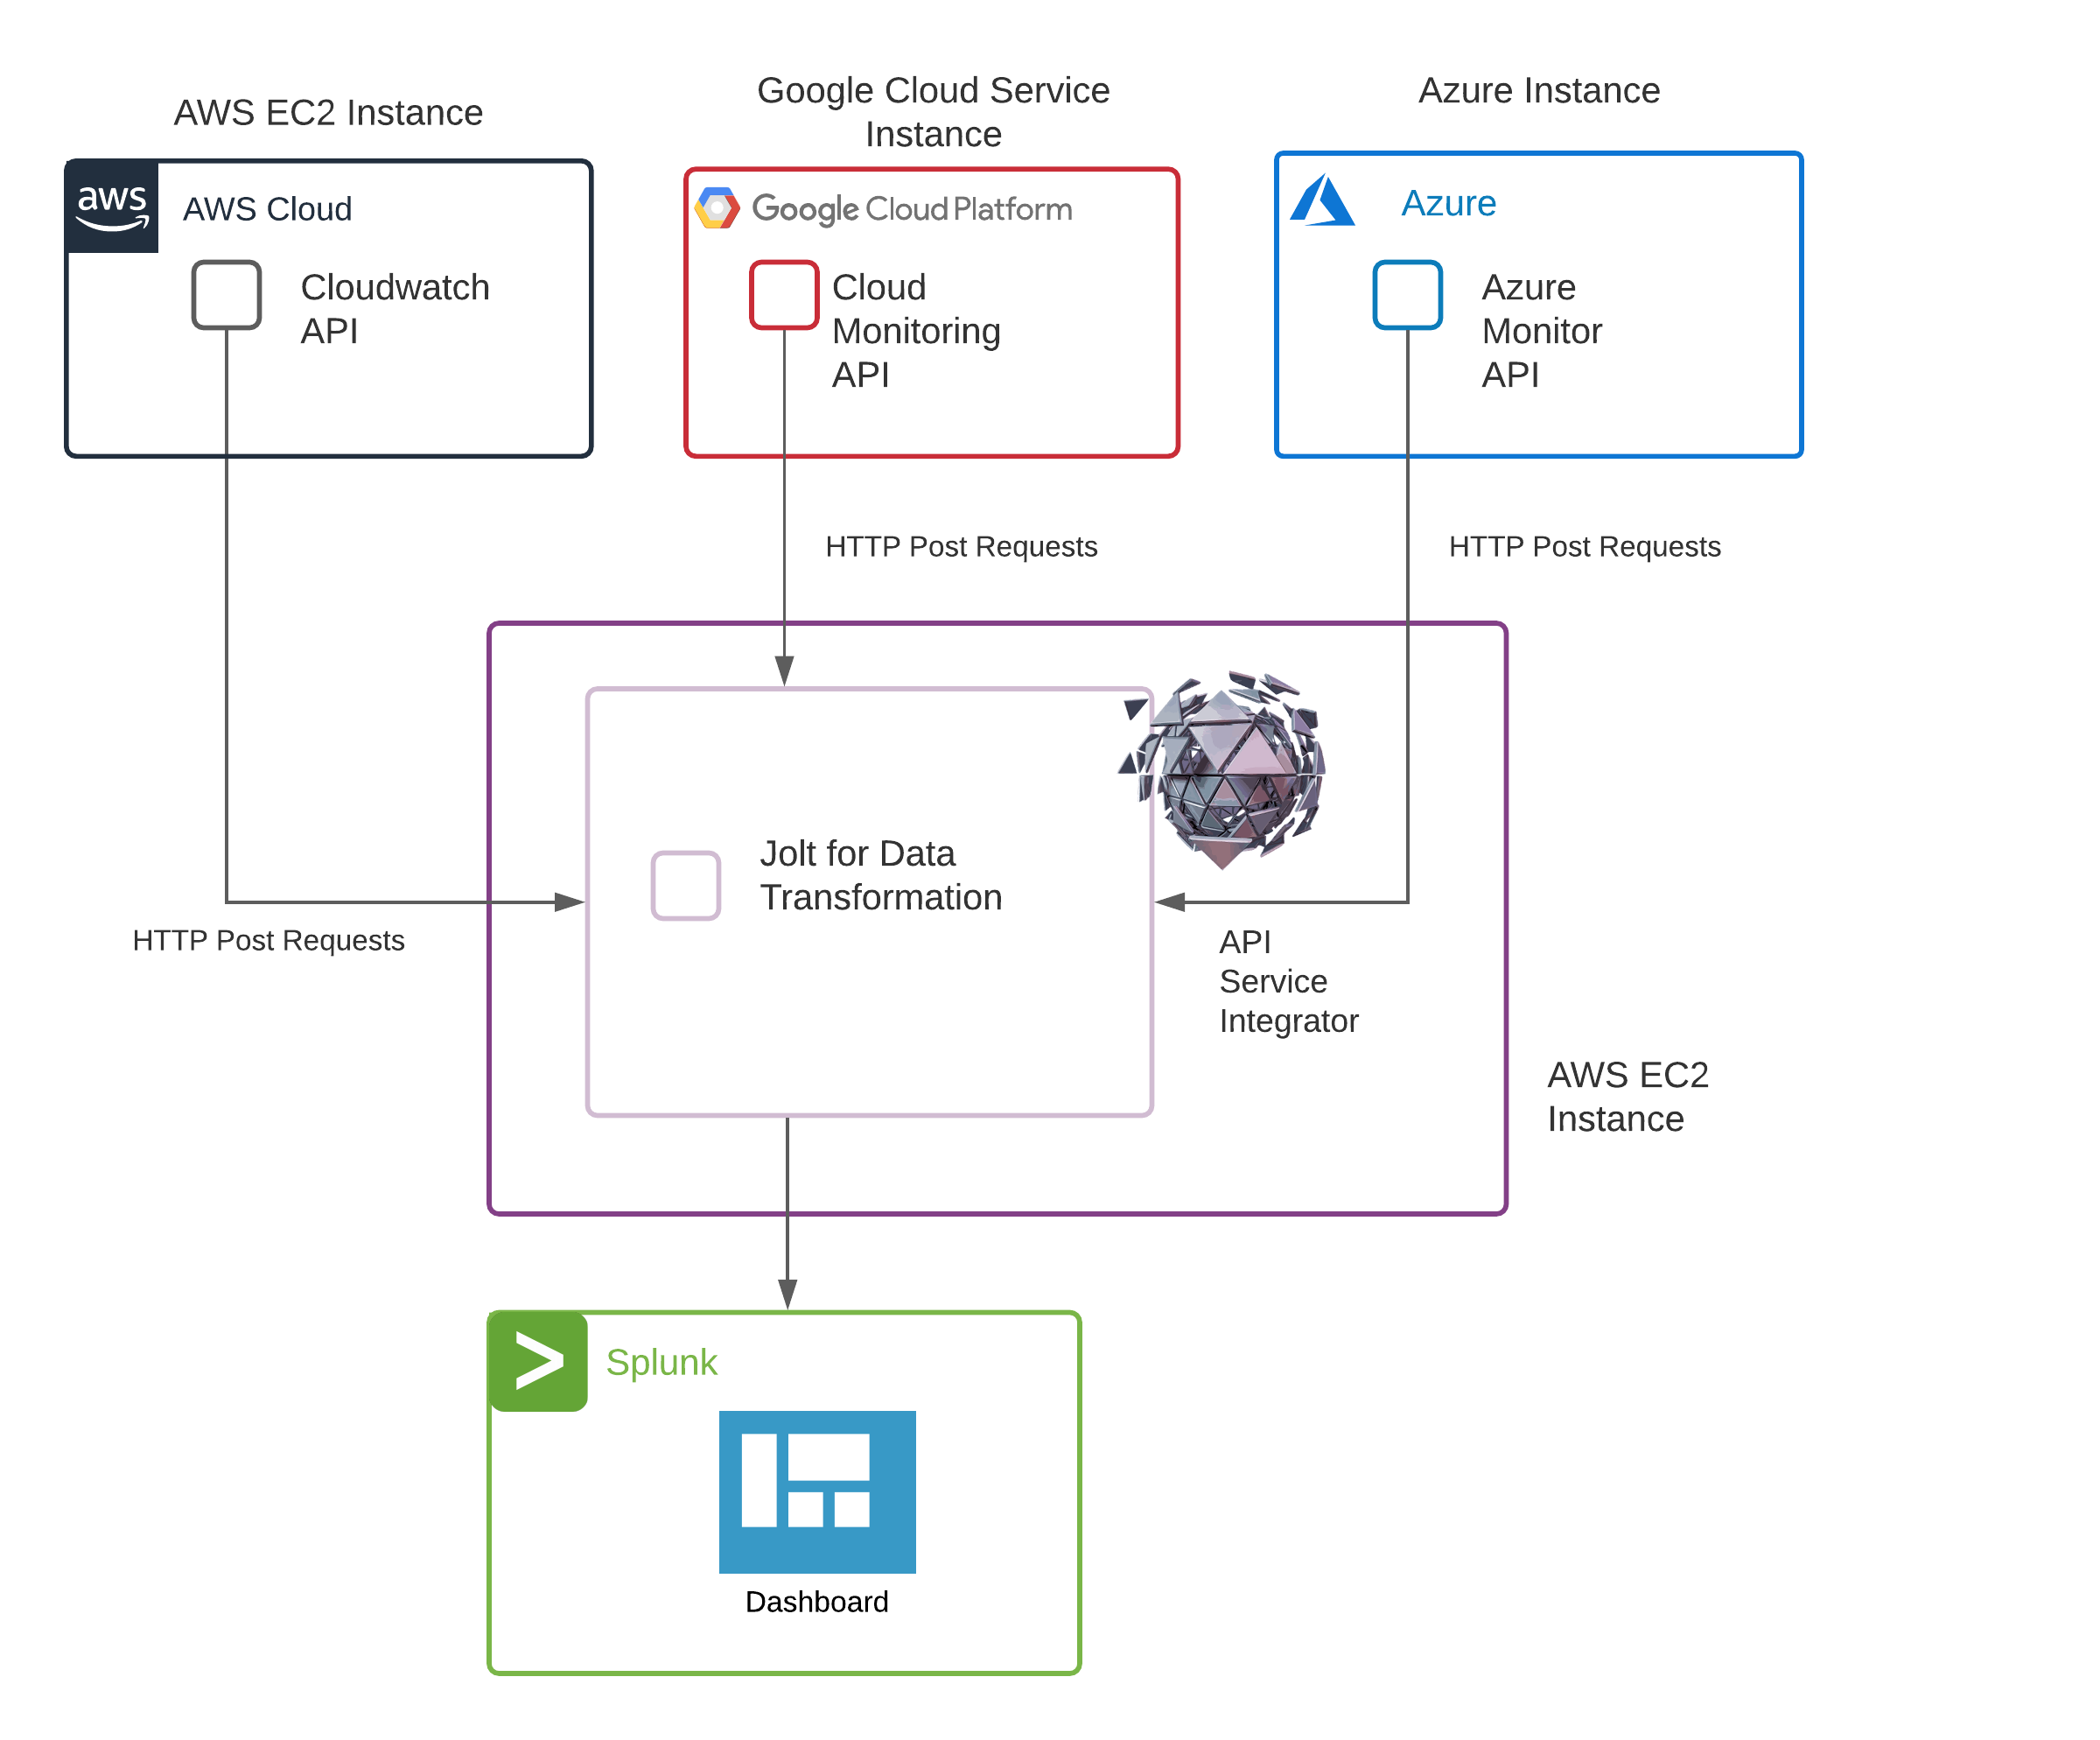 AWS EC2 Instance
Google Cloud Service
Instance
Azure Instance
aws
AWS Cloud
Google Cloud Platform
Azure
Cloudwatch
API
Cloud
Monitoring
API
Azure
Monitor
API
HTTP Post Requests
HTTP Post Requests
Jolt for Data
Transformation
HTTP Post Requests
API
Service
Integrator
AWS EC2
Instance
>
Splunk
Dashboard